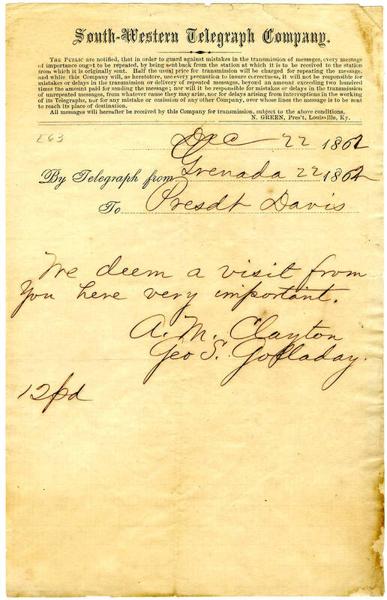 South-Western Telegraph Company.
THE PUBLIC are notified, that in order to guard against mistakes in the transmission of messages, every message
of importance ought to be repeated, by being sent back from the station at which it is to be received to the station
from which it is originally sent. Half the usual price for transmission will be charged for repeating the message,
and while this Company will, as heretofore, use every precaution to insure correctness, it will not be responsible for
mistakes or delays in the transmission or delivery of repeated messages, beyond an amount exceeding two hundred
times the amount paid for sending the message; nor will it be responsible for mistakes or delays in the transmission
of unrepeated messages, from whatever cause they may arise, nor for delays arising from interruptions in the working
of its Telegraphs, nor for any mistake or omission of any other Company, over whose lines the message is to be sent
to reach its place of destination.
All messages will hereafter be received by this Company for transmission, subject to the above conditions.
N. GREEN, Pres't, Louisville, Ky.
E63
Dec 22 1862
By Telegraph from Grenada 22 1862
To Presdt Davis
We deem a visit from
You here very important.
A. M. Clayton
Geo S. Golladay.
12/pd